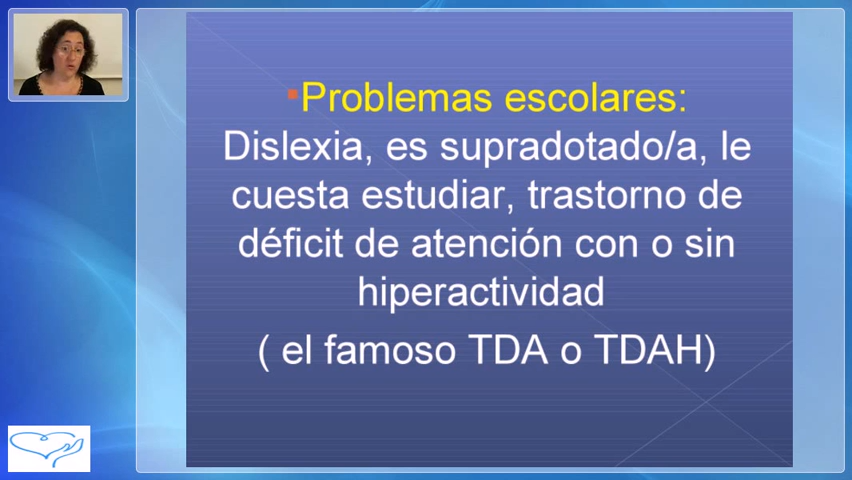 Problemas escolares:
Dislexia, es supradotado/a, le
cuesta estudiar, trastorno de
déficit de atención con o sin
hiperactividad
( el famoso TDA o TDAH)